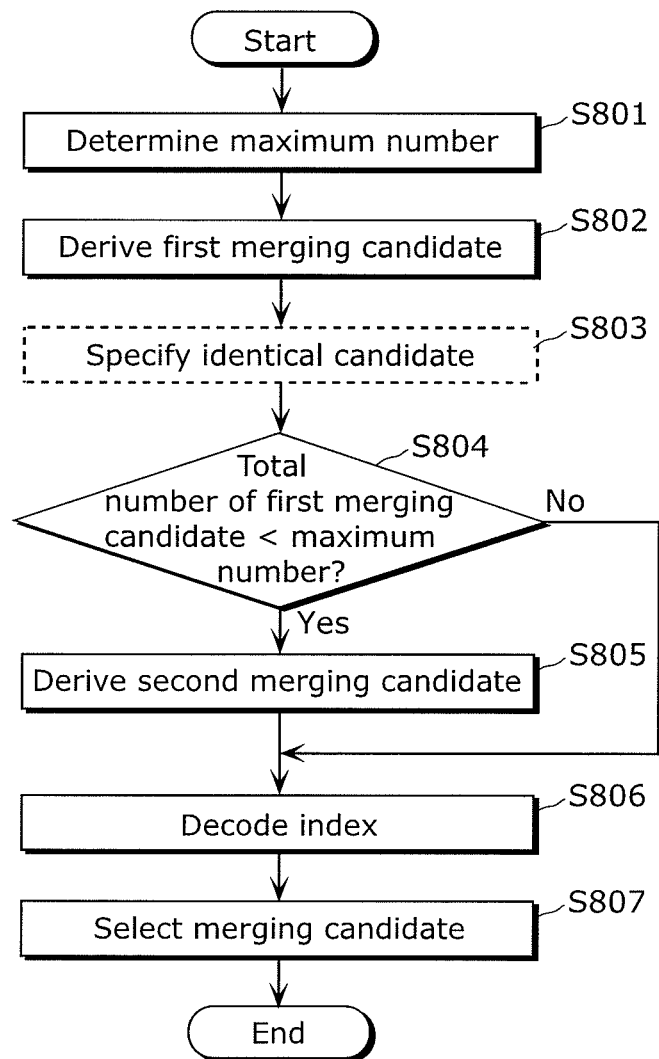 Start
S801
Determine maximum number
S802
Derive first merging candidate
S803
Specify identical candidate
S804
Total
number of first merging
candidate < maximum
number?
No
Yes
S805
Derive second merging candidate
S806
Decode index
S807
Select merging candidate
End